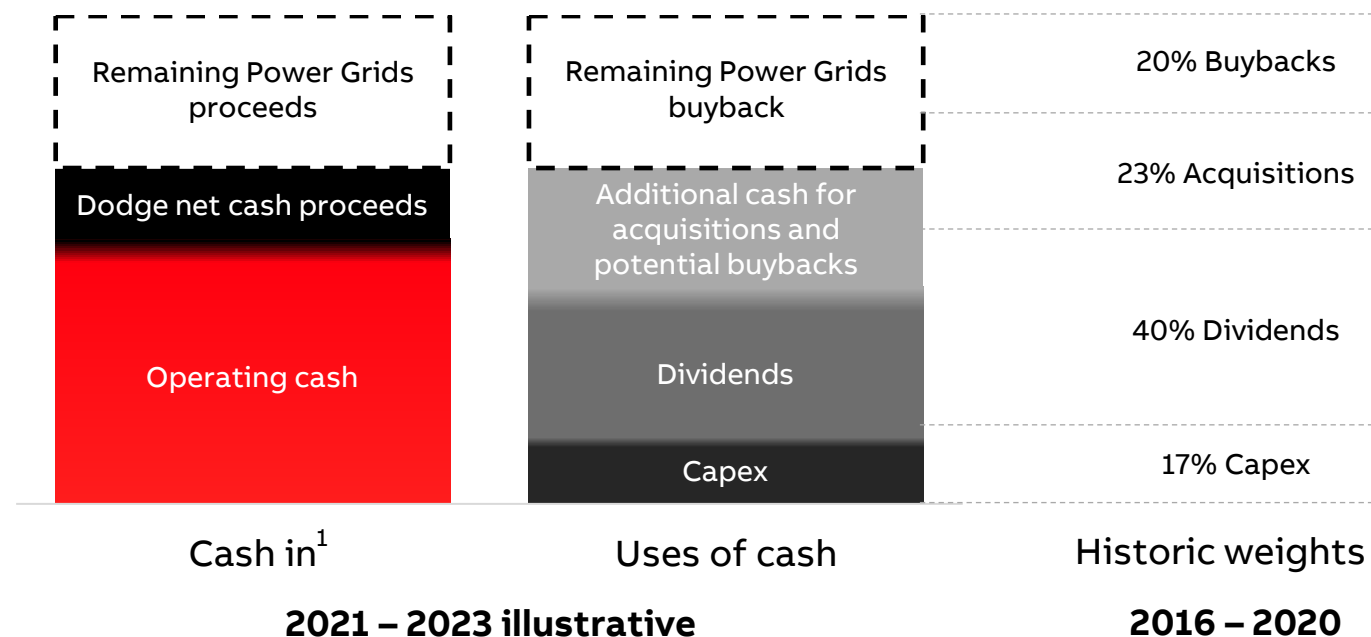 Remaining Power Grids
proceeds
Dodge net cash proceeds
Operating cash
Remaining Power Grids
buyback
Additional cash for
acquisitions and
potential buybacks
Dividends
Capex
20% Buybacks
23% Acquisitions
40% Dividends
17% Capex
Cash in1
Uses of cash
Historic weights
2021 – 2023 illustrative
2016 – 2020